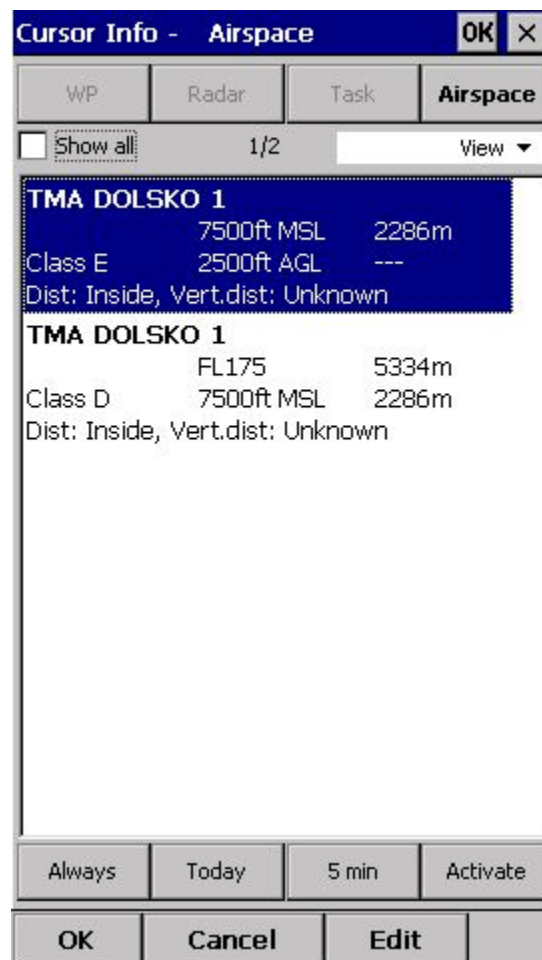 Cursor Info - Airspace OK ×
WP Radar Task Airspace
Show all 1/2 View
TMA DOLSKO 1
7500ft MSL 2286m
Class E 2500ft AGL ---
Dist: Inside, Vert.dist: Unknown
TMA DOLSKO 1
FL175 5334m
Class D 7500ft MSL 2286m
Dist: Inside, Vert.dist: Unknown
Always Today 5 min Activate
OK Cancel Edit